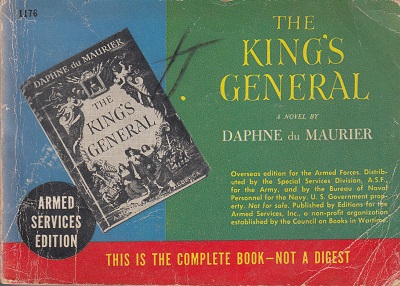 1176
THE
KING'S
GENERAL
A NOVEL BY
DAPHNE du MAURIER
DAPHNE du MAURIER
THE
KING'S
GENERAL
Overseas edition for the Armed Forces. Distrib-
uted by the Special Services Division, A.S.F.,
for the Army, and by the Bureau of Naval
Personnel for the Navy. U. S. Government prop-
erty. Not for sale. Published by Editions for the
Armed Services, Inc., a non-profit organization
established by the Council on Books in Wartime.
ARMED
SERVICES
EDITION
THIS IS THE COMPLETE BOOK—NOT A DIGEST